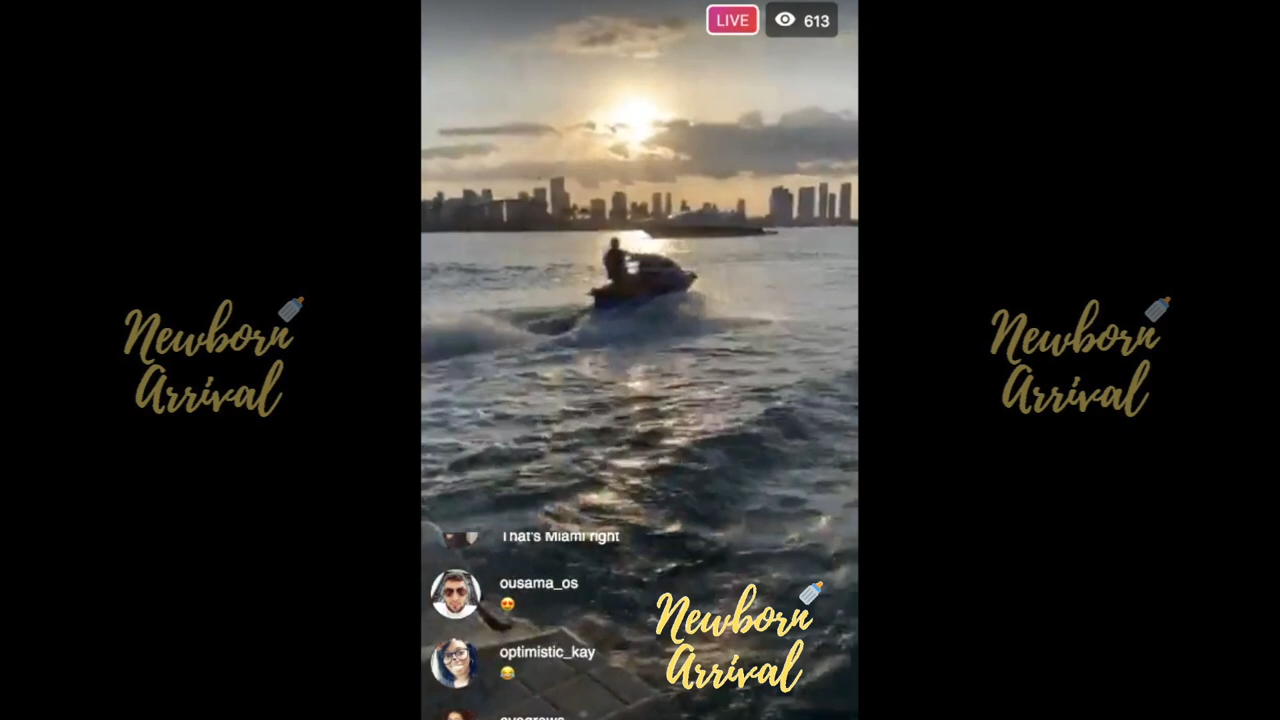 LIVE 613
Newborn
Arrival
Newborn
Arrival
That's Miami right
ousama_os
😍
optimistic_kay
😂
Newborn
Arrival